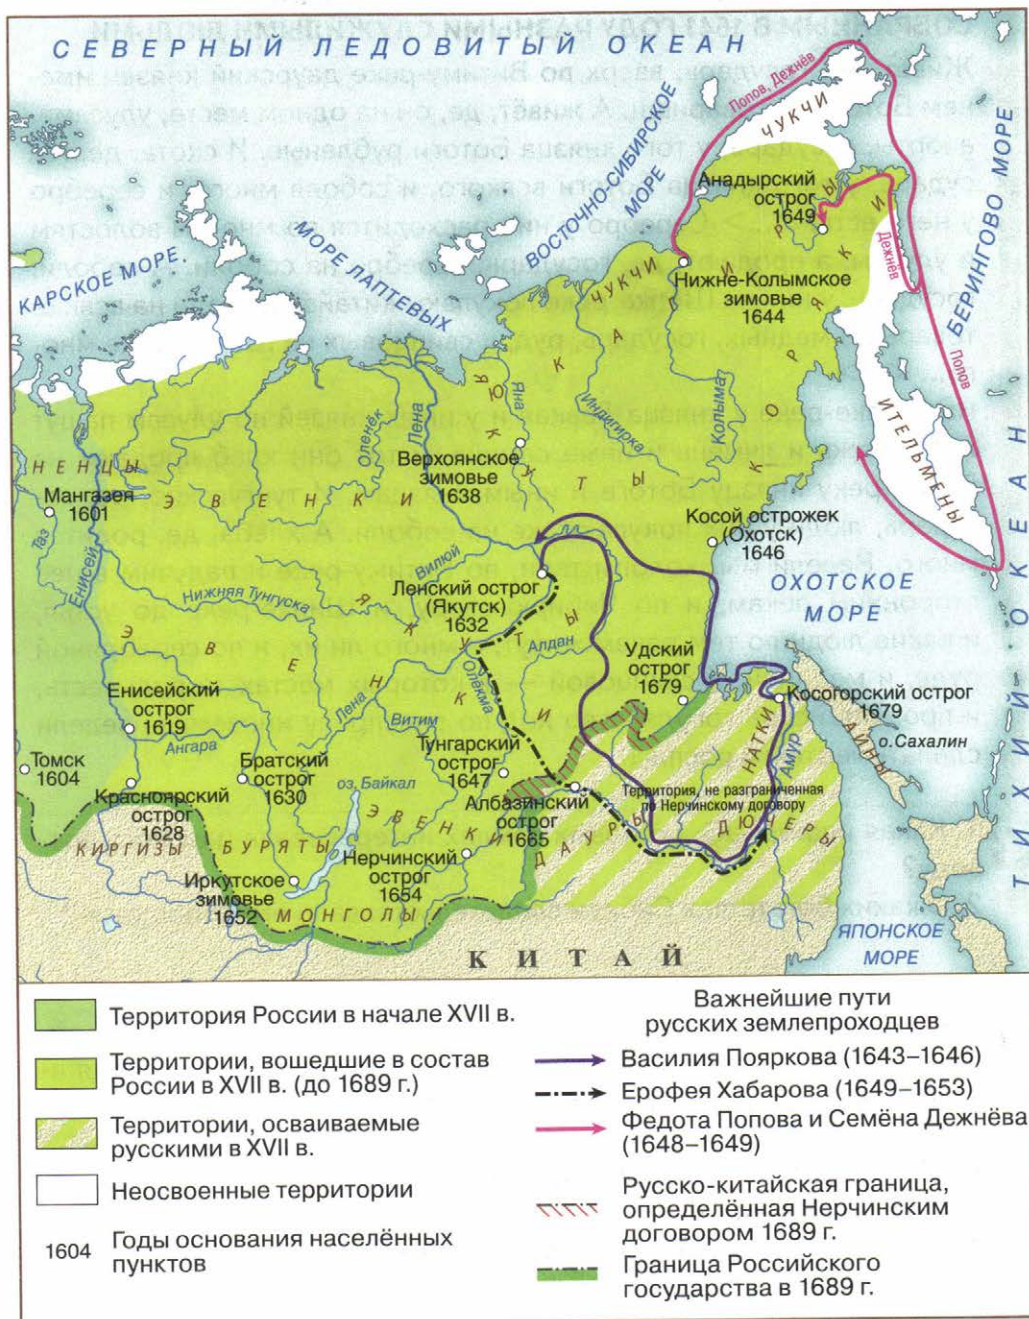 СЕВЕРНЫЙ ЛЕДОВИТЫЙ ОКЕАН
КАРСКОЕ МОРЕ
МОРЕ ЛАПТЕВЫХ
ВОСТОЧНОСИБИРСКОЕ
МОРЕ
БЕРИНГОВО МОРЕ
ТИХИЙ ОКЕАН
Попов, Дежнёв
ЧУКЧИ
Анадырский
острог
1649
Дежнёв
Попов
ЧУКЧИ
Нижне-Колымское
зимовье
1644
КОРЯКИ
ИТЕЛЬМЕНЫ
ЮКАГИРЫ
Яна
Индигирка
Колыма
Оленек
Лена
НЕНЦЫ
Мангазея
1601
Таз
Енисей
ЭВЕНКИ
Верхоянское
зимовье
1638
ЯКУТЫ
Косой острожек
(Охотск)
1646
Нижняя Тунгуска
Вилюй
Ленский острог
(Якутск)
1632
ОХОТСКОЕ
МОРЕ
Алдан
Олёкма
Удский
острог
1679
Косогорский острог
1679
ЭВЕНКИ
Енисейский
острог
1619
Лена
Витим
Ангара
Томск
1604
Братский
острог
1630
Тунгарский
острог
1647
НАТКИ
Амур
АЙНЫ
о.Сахалин
Красноярский
острог
1628
оз. Байкал
Албазинский
острог
1665
Территория, не разграниченная
по Нерчинскому договору
КИРГИЗЫ
БУРЯТЫ
ЭВЕНКИ
ДАУРЫ
ДЮЧЕРЫ
Нерчинский
острог
1654
Иркутское
зимовье
1652
МОНГОЛЫ
КИТАЙ
ЯПОНСКОЕ
МОРЕ
Территория России в начале XVII в.
Территории, вошедшие в состав
России в XVII в. (до 1689 г.)
Территории, осваиваемые
русскими в XVII в.
Неосвоенные территории
1604 Годы основания населённых
пунктов
Важнейшие пути
русских землепроходцев
Василия Пояркова (1643–1646)
Ерофея Хабарова (1649–1653)
Федота Попова и Семёна Дежнёва
(1648–1649)
Русско-китайская граница,
определённая Нерчинским
договором 1689 г.
Граница Российского
государства в 1689 г.